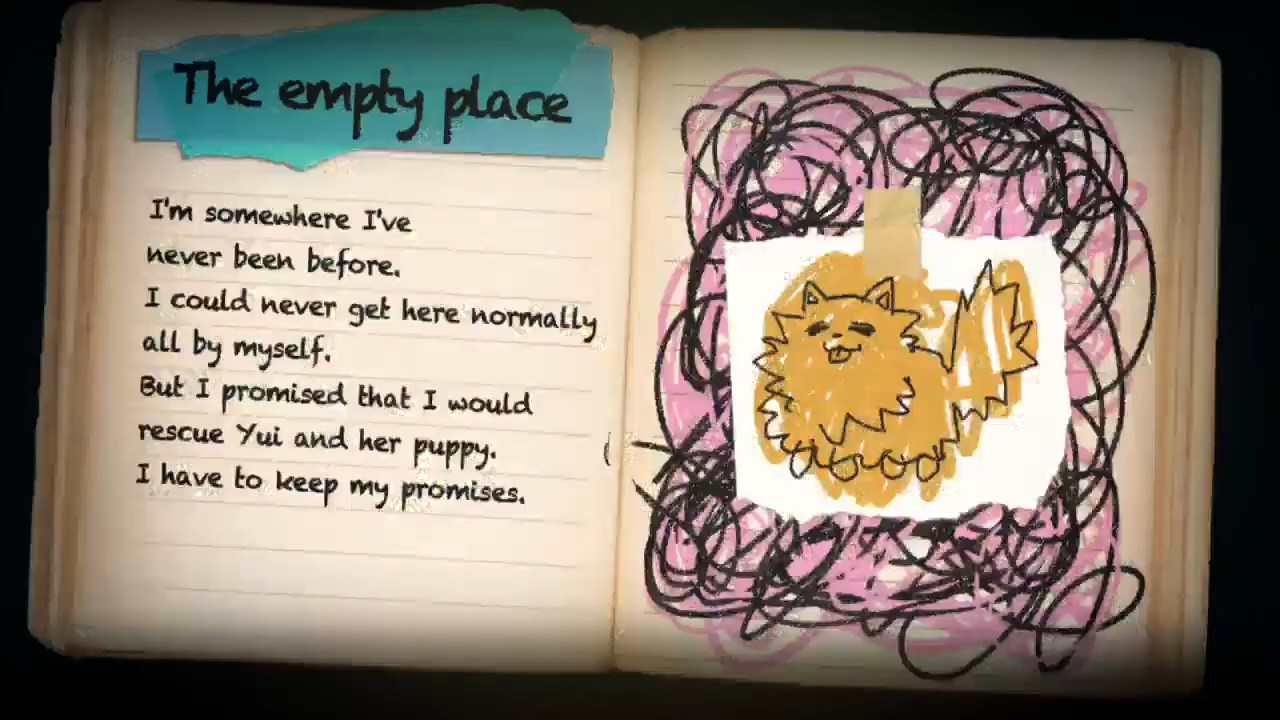 The empty place
I'm somewhere I've
never been before.
I could never get here normally
all by myself.
But I promised that I would
rescue Yui and her puppy.
I have to keep my promises.